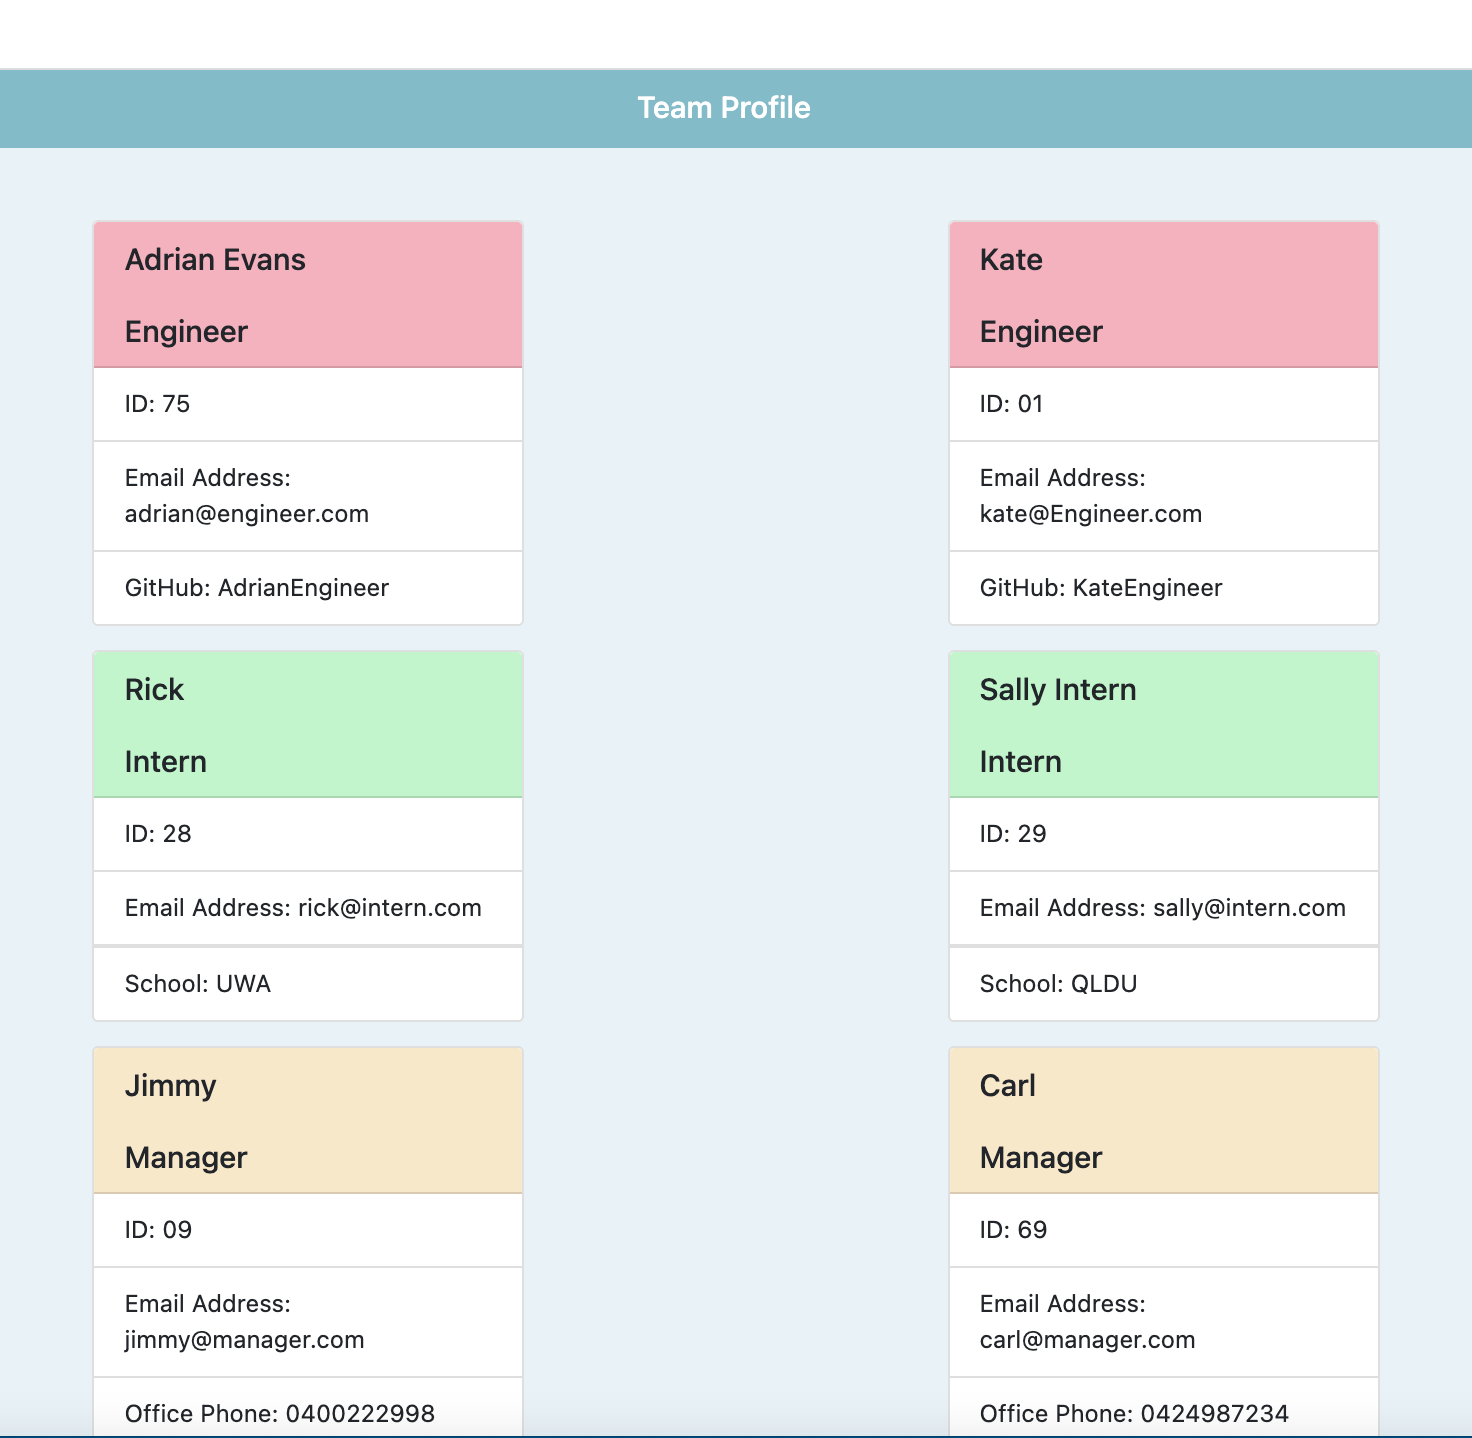 Team Profile
Adrian Evans
Engineer
ID: 75
Email Address:
adrian@engineer.com
GitHub: AdrianEngineer
Kate
Engineer
ID: 01
Email Address:
kate@Engineer.com
GitHub: KateEngineer
Rick
Intern
ID: 28
Email Address: rick@intern.com
School: UWA
Sally Intern
Intern
ID: 29
Email Address: sally@intern.com
School: QLDU
Jimmy
Manager
ID: 09
Email Address:
jimmy@manager.com
Office Phone: 0400222998
Carl
Manager
ID: 69
Email Address:
carl@manager.com
Office Phone: 0424987234